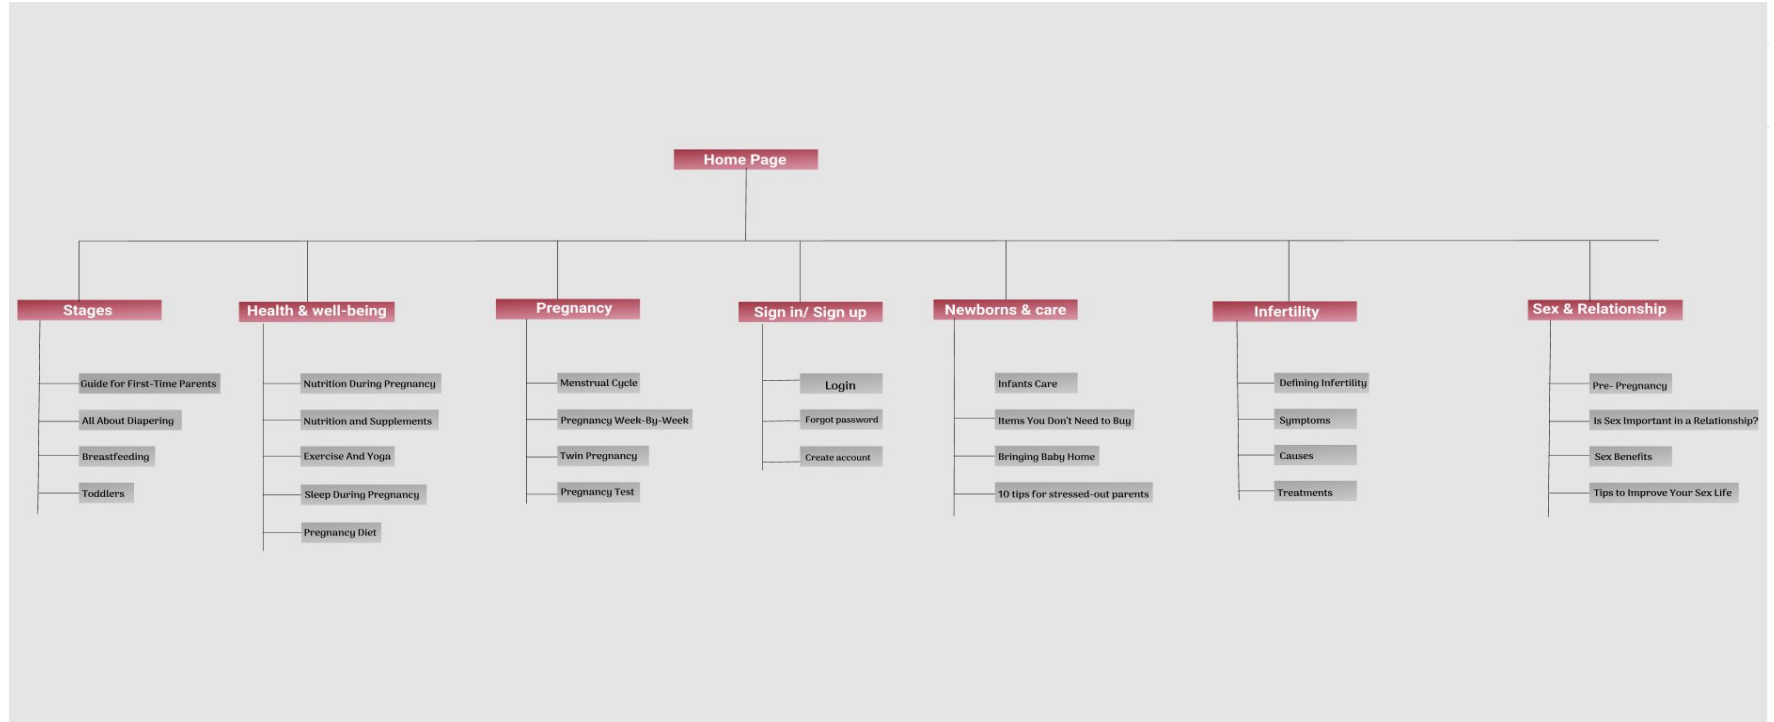 Home Page
Stages
Guide for First-Time Parents
All About Diapering
Breastfeeding
Toddlers
Health & well-being
Nutrition During Pregnancy
Nutrition and Supplements
Exercise And Yoga
Sleep During Pregnancy
Pregnancy Diet
Pregnancy
Menstrual Cycle
Pregnancy Week-By-Week
Twin Pregnancy
Pregnancy Test
Sign in/ Sign up
Login
Forgot password
Create account
Newborns & care
Infants Care
Items You Don't Need to Buy
Bringing Baby Home
10 tips for stressed-out parents
Infertility
Defining Infertility
Symptoms
Causes
Treatments
Sex & Relationship
Pre- Pregnancy
Is Sex Important in a Relationship?
Sex Benefits
Tips to Improve Your Sex Life